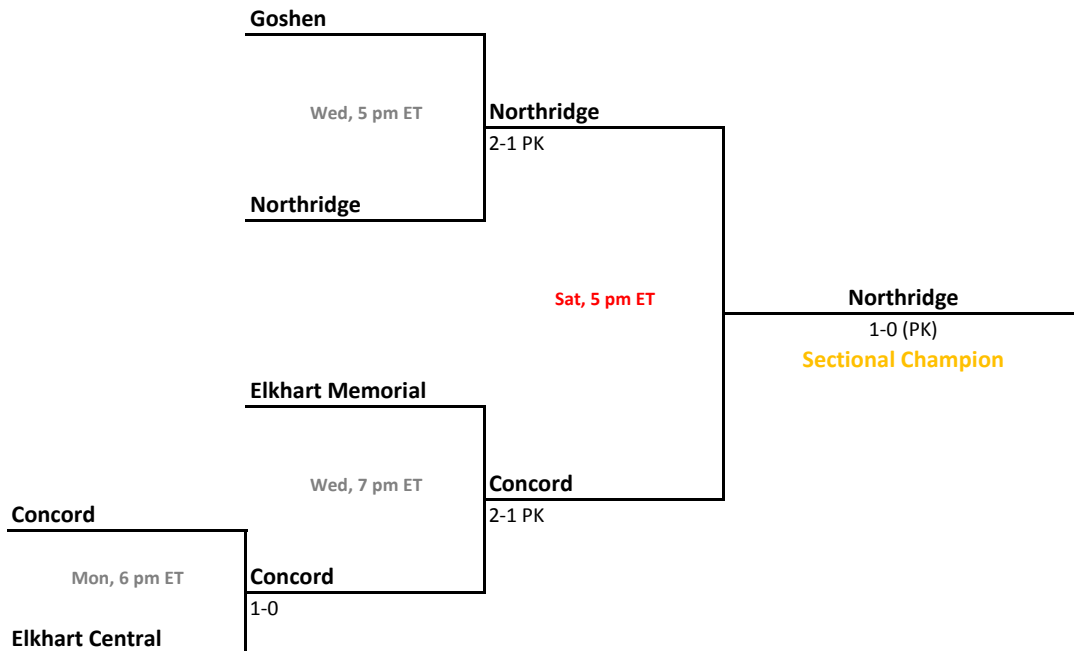 Goshen
Wed, 5 pm ET
Northridge
2-1 PK
Northridge
Sat, 5 pm ET
Northridge
1-0 (PK)
Sectional Champion
Elkhart Memorial
Wed, 7 pm ET
Concord
2-1 PK
Concord
Mon, 6 pm ET
Concord
1-0
Elkhart Central